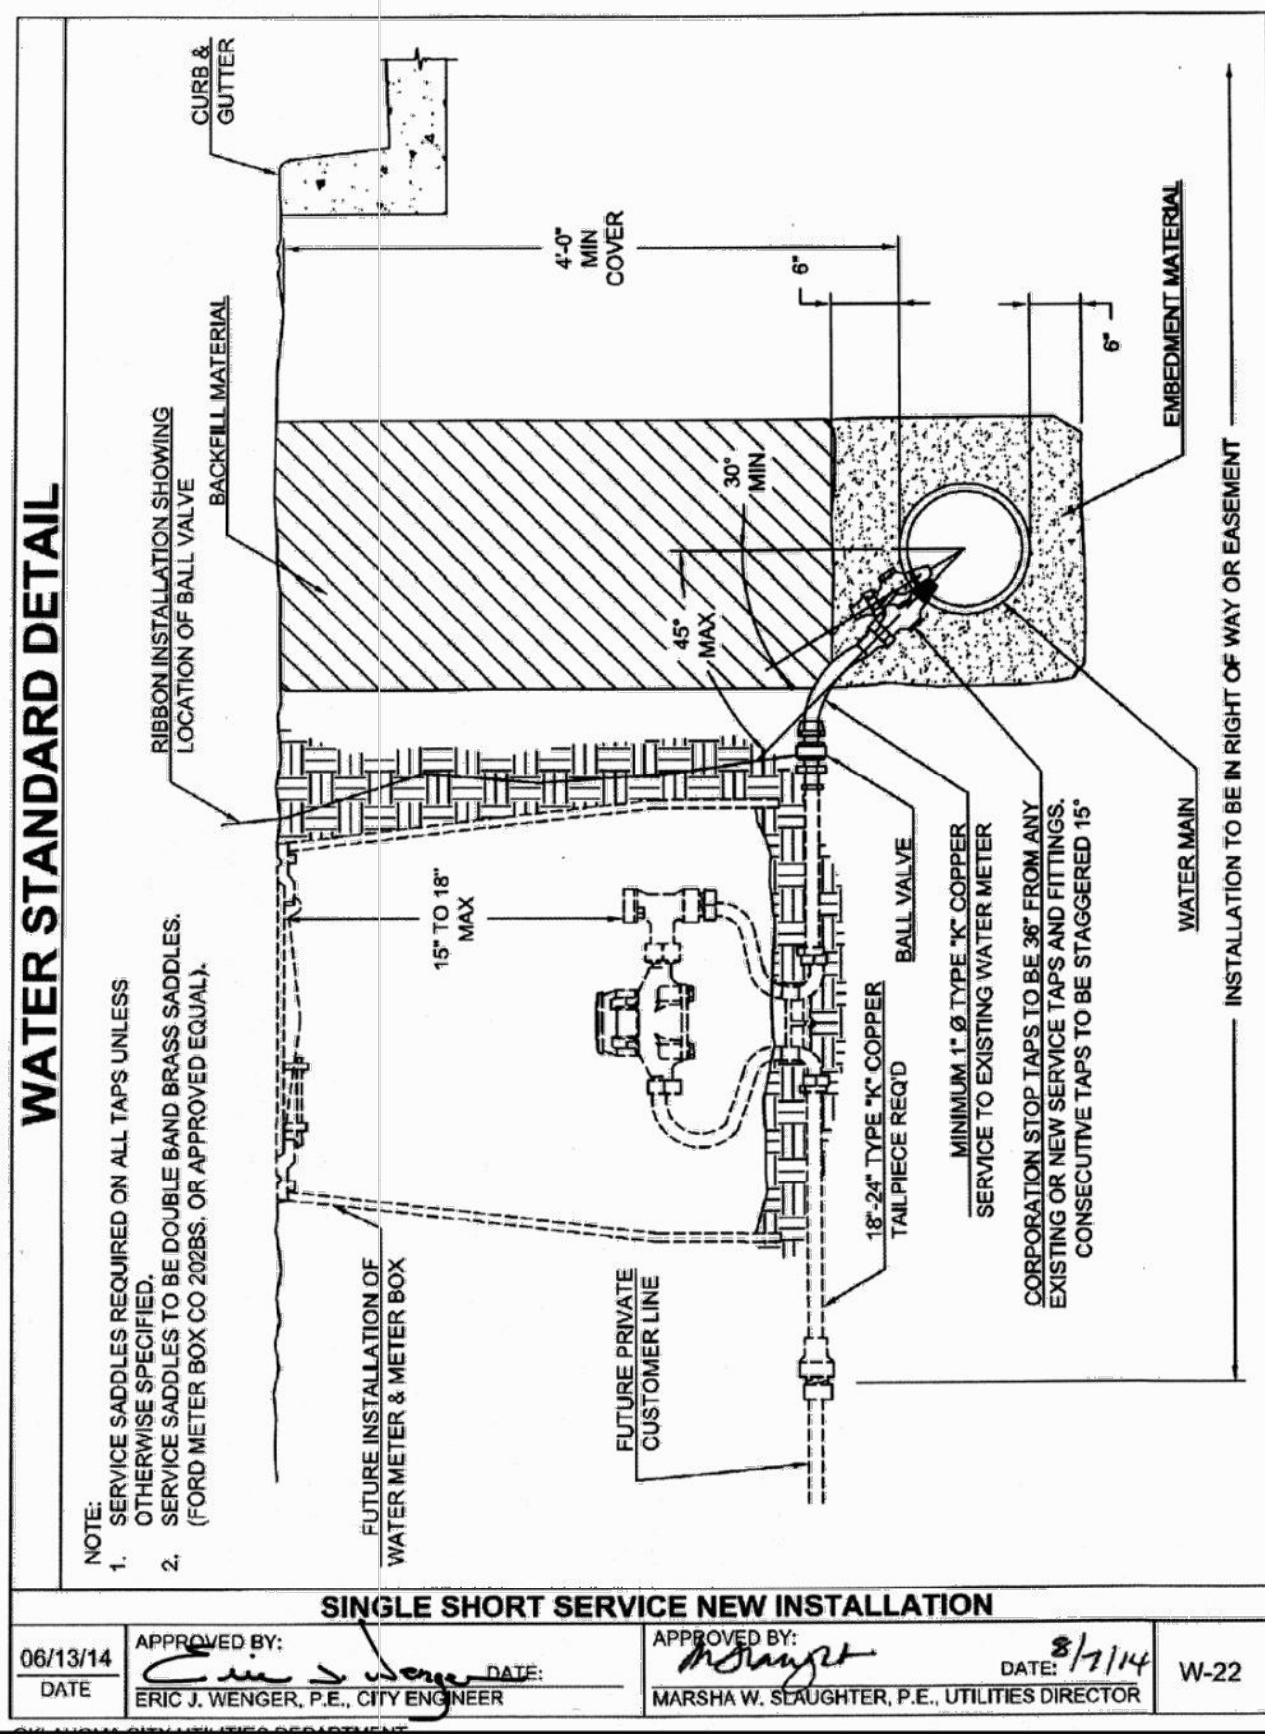 WATER STANDARD DETAIL
NOTE:
1. SERVICE SADDLES REQUIRED ON ALL TAPS UNLESS
OTHERWISE SPECIFIED.
2. SERVICE SADDLES TO BE DOUBLE BAND BRASS SADDLES.
(FORD METER BOX CO 202BS, OR APPROVED EQUAL).
RIBBON INSTALLATION SHOWING
LOCATION OF BALL VALVE
BACKFILL MATERIAL
CURB &
GUTTER
FUTURE INSTALLATION OF
WATER METER & METER BOX
15" TO 18"
MAX
4'-0"
MIN
COVER
45°
MAX
30°
MIN
6"
6"
FUTURE PRIVATE
CUSTOMER LINE
18"-24" TYPE "K" COPPER
TAILPIECE REQ'D
BALL VALVE
MINIMUM 1" Ø TYPE "K" COPPER
SERVICE TO EXISTING WATER METER
CORPORATION STOP TAPS TO BE 36" FROM ANY
EXISTING OR NEW SERVICE TAPS AND FITTINGS.
CONSECUTIVE TAPS TO BE STAGGERED 15°
WATER MAIN
EMBEDMENT MATERIAL
INSTALLATION TO BE IN RIGHT OF WAY OR EASEMENT
SINGLE SHORT SERVICE NEW INSTALLATION
06/13/14
DATE
APPROVED BY:
Eric J. Wenger DATE:
ERIC J. WENGER, P.E., CITY ENGINEER
APPROVED BY:
DATE: 8/7/14
MARSHA W. SLAUGHTER, P.E., UTILITIES DIRECTOR
W-22
OKLAHOMA CITY UTILITIES DEPARTMENT